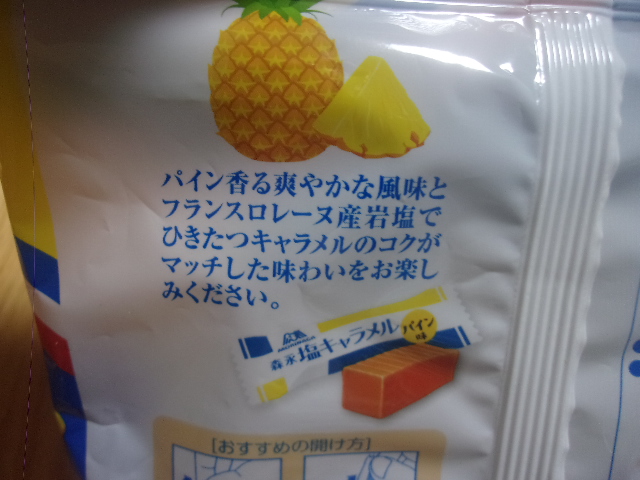 パイン香る爽やかな風味と
フランスロレーヌ産岩塩で
ひきたつキャラメルのコクが
マッチした味わいをお楽し
みください。
森永 塩キャラメル パイン味
[おすすめの開け方]